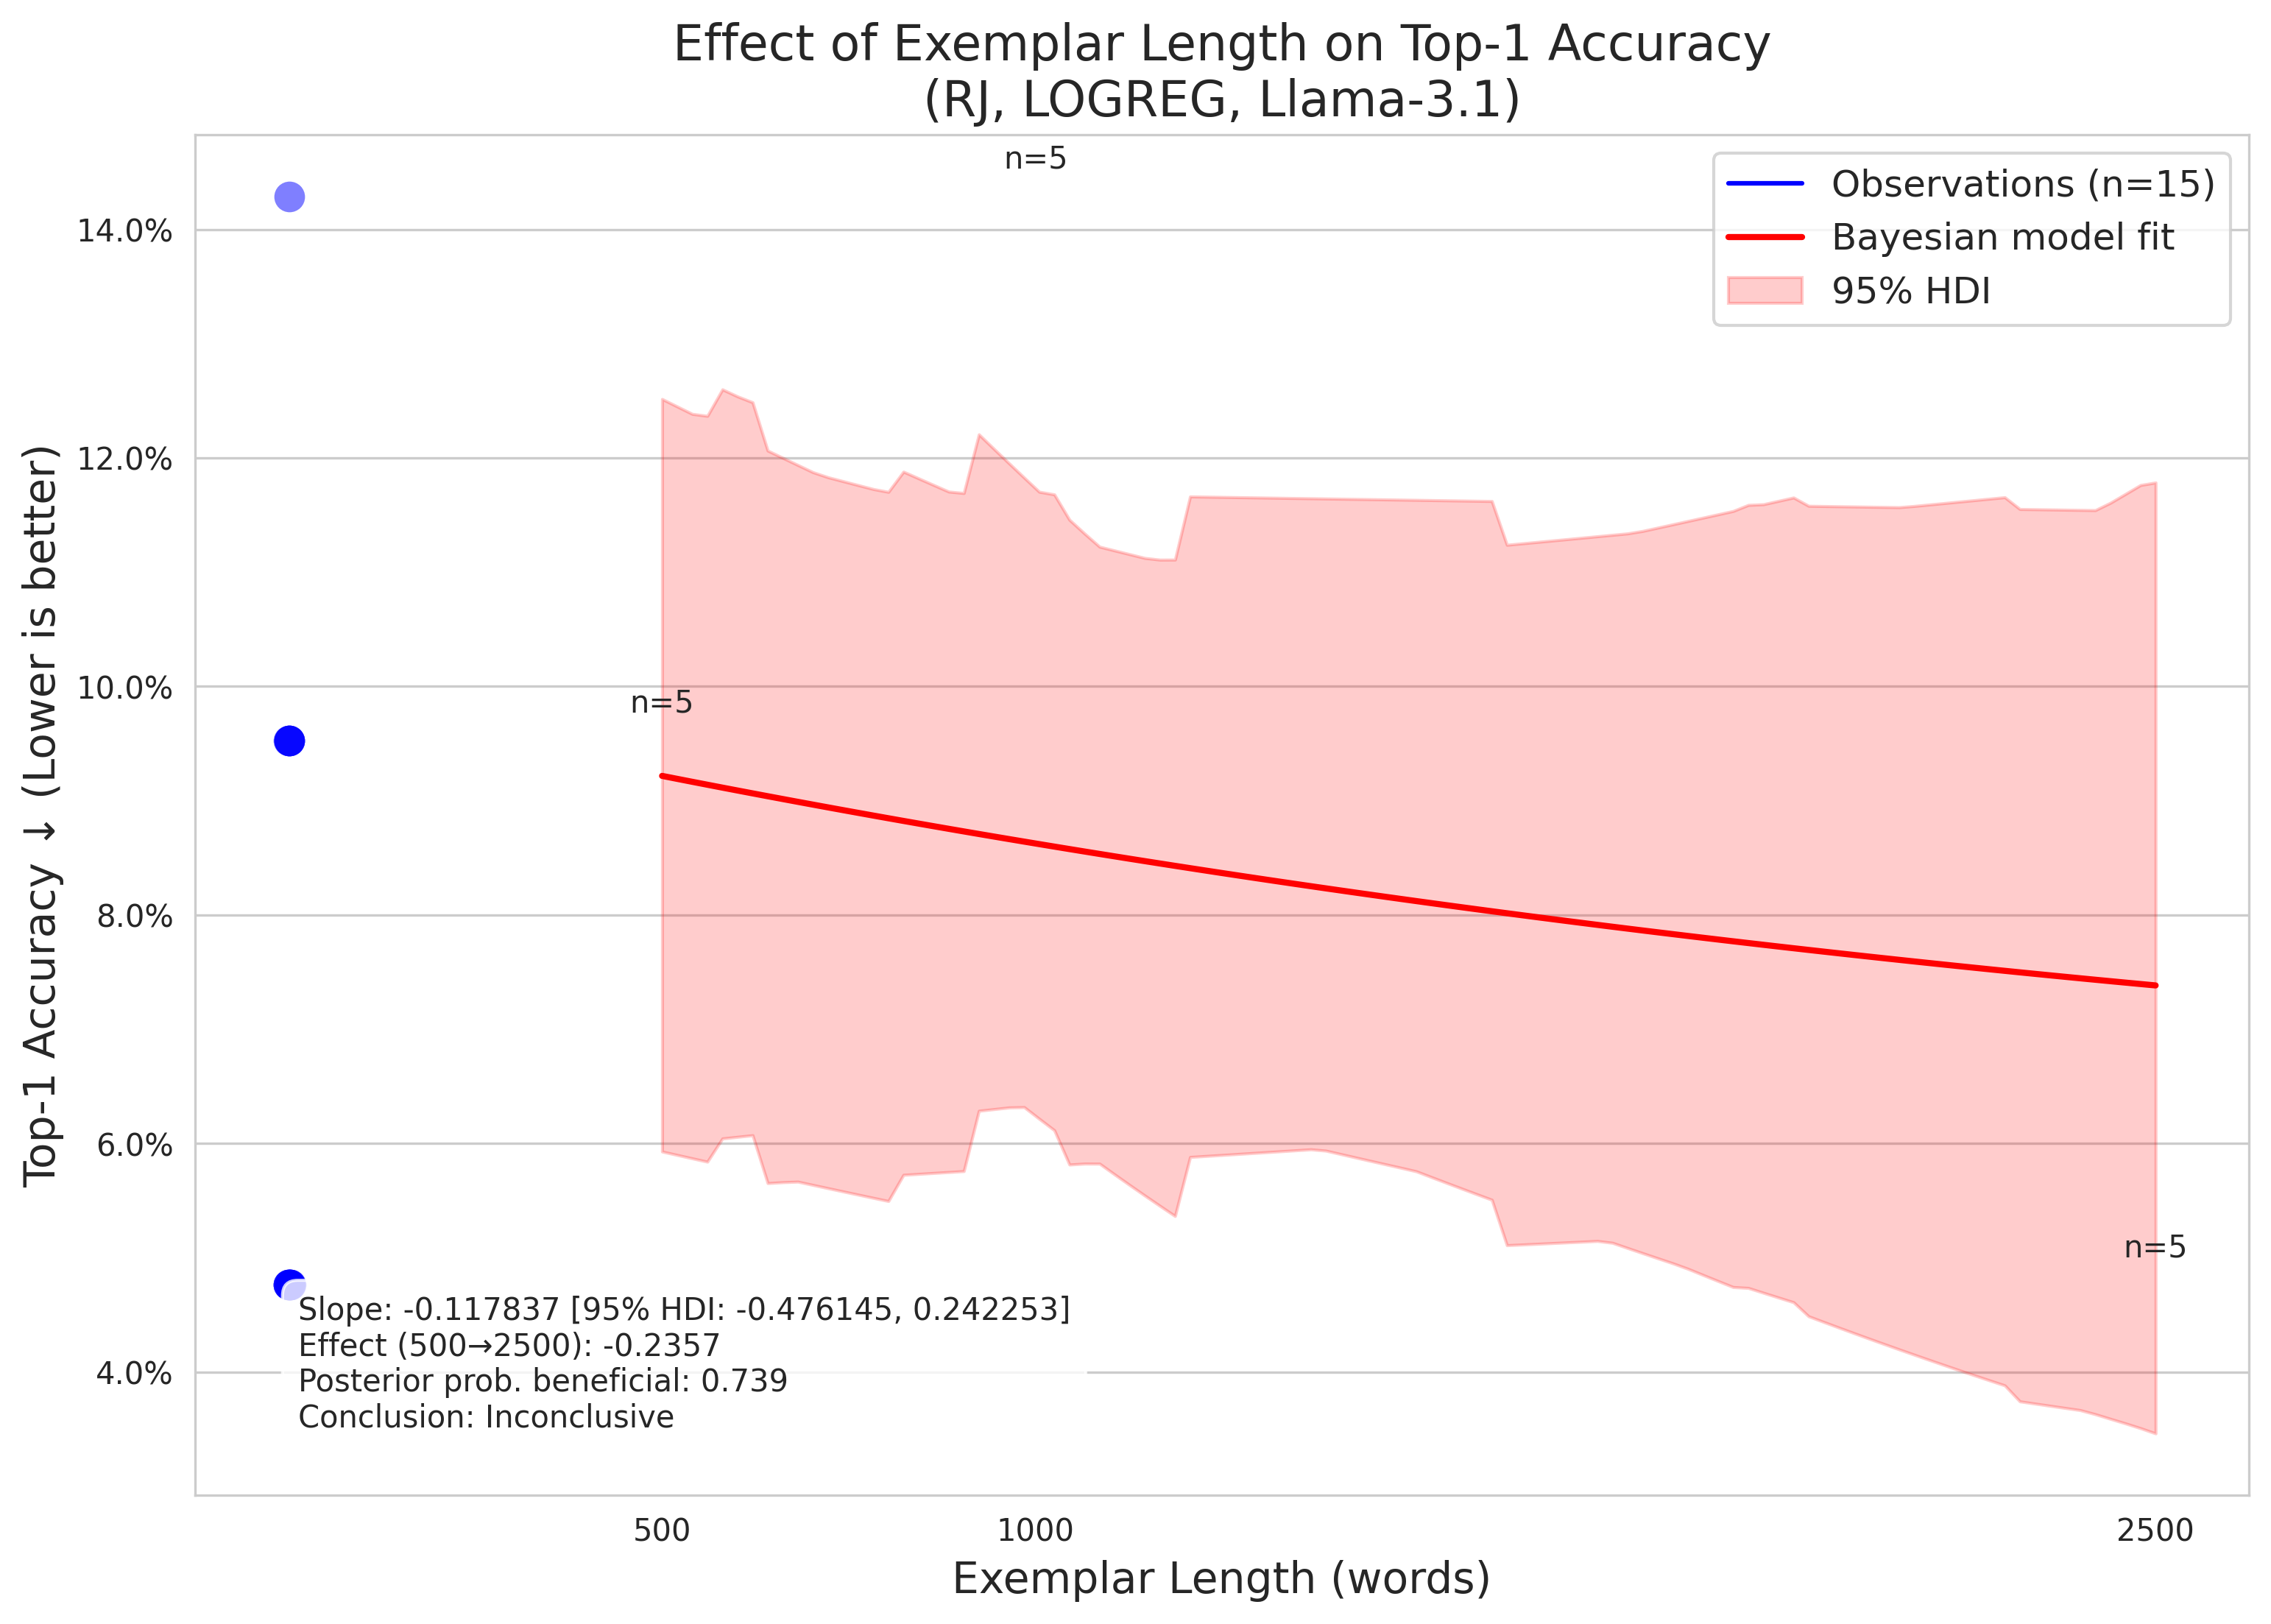 Effect of Exemplar Length on Top-1 Accuracy
(RJ, LOGREG, Llama-3.1)
n=5
Observations (n=15)
Bayesian model fit
95% HDI
14.0%
12.0%
10.0%
8.0%
6.0%
4.0%
Top-1 Accuracy ↓ (Lower is better)
n=5
n=5
Slope: -0.117837 [95% HDI: -0.476145, 0.242253]
Effect (500→2500): -0.2357
Posterior prob. beneficial: 0.739
Conclusion: Inconclusive
500
1000
2500
Exemplar Length (words)